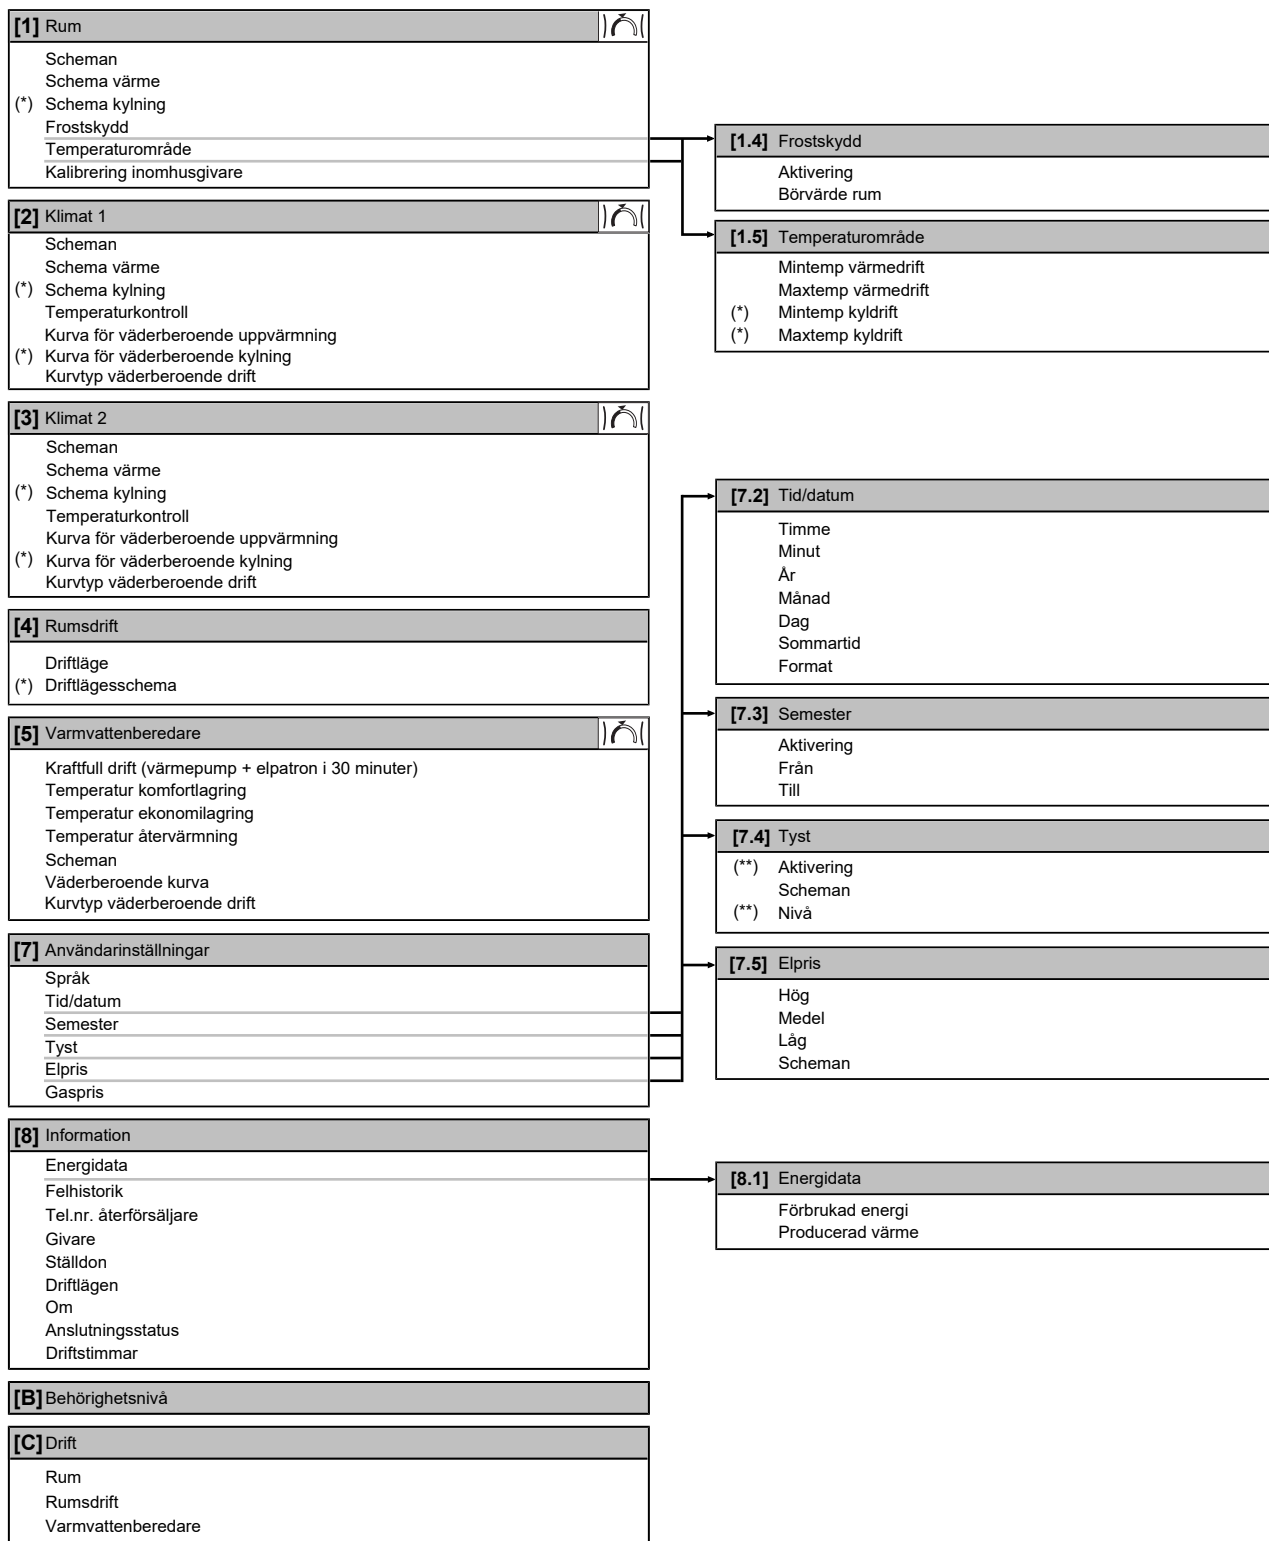 [1] Rum
Scheman
Schema värme
(*) Schema kylning
Frostskydd
Temperaturområde
Kalibrering inomhusgivare
[2] Klimat 1
Scheman
Schema värme
(*) Schema kylning
Temperaturkontroll
Kurva för väderberoende uppvärmning
(*) Kurva för väderberoende kylning
Kurvtyp väderberoende drift
[3] Klimat 2
Scheman
Schema värme
(*) Schema kylning
Temperaturkontroll
Kurva för väderberoende uppvärmning
(*) Kurva för väderberoende kylning
Kurvtyp väderberoende drift
[4] Rumsdrift
Driftläge
(*) Driftlägesschema
[5] Varmvattenberedare
Kraftfull drift (värmepump + elpatron i 30 minuter)
Temperatur komfortlagring
Temperatur ekonomilagring
Temperatur återvärmning
Scheman
Väderberoende kurva
Kurvtyp väderberoende drift
[7] Användarinställningar
Språk
Tid/datum
Semester
Tyst
Elpris
Gaspris
[8] Information
Energidata
Felhistorik
Tel.nr. återförsäljare
Givare
Ställdon
Driftlägen
Om
Anslutningsstatus
Driftstimmar
[B] Behörighetsnivå
[C] Drift
Rum
Rumsdrift
Varmvattenberedare
[1.4] Frostskydd
Aktivering
Börvärde rum
[1.5] Temperaturområde
Mintemp värmedrift
Maxtemp värmedrift
(*) Mintemp kyldrift
(*) Maxtemp kyldrift
[7.2] Tid/datum
Timme
Minut
År
Månad
Dag
Sommartid
Format
[7.3] Semester
Aktivering
Från
Till
[7.4] Tyst
(**) Aktivering
Scheman
(**) Nivå
[7.5] Elpris
Hög
Medel
Låg
Scheman
[8.1] Energidata
Förbrukad energi
Producerad värme